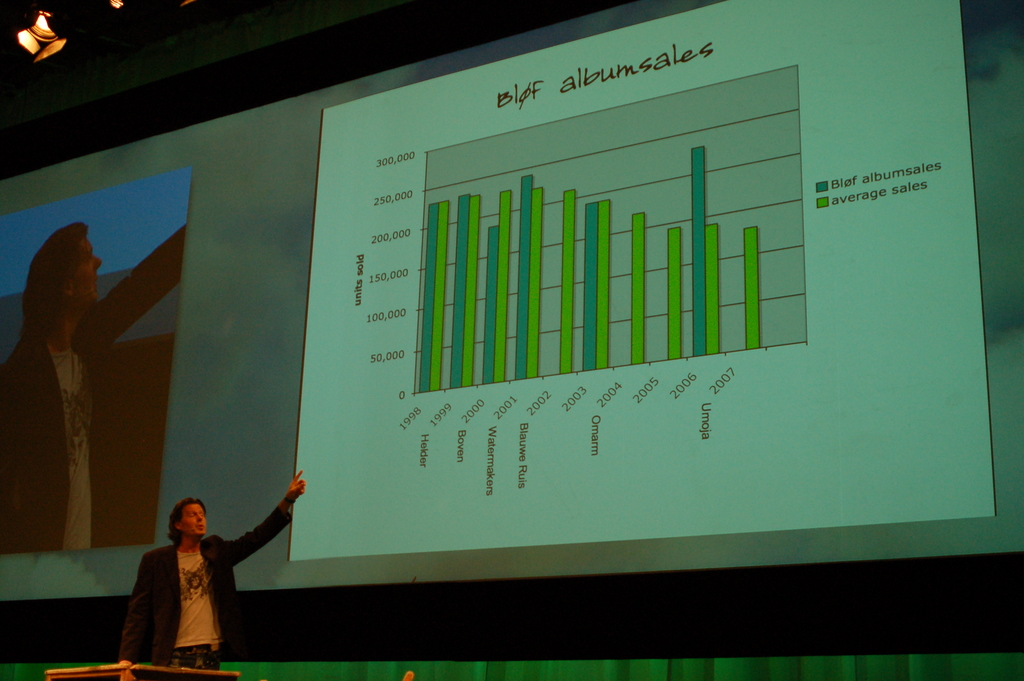 Bløf albumsales
300,000
250,000
200,000
150,000
100,000
50,000
0
units sold
Bløf albumsales
average sales
1998
1999
2000
2001
2002
2003
2004
2005
2006
2007
Helder
Boven
Watermakers
Blauwe Ruis
Omarm
Umoja